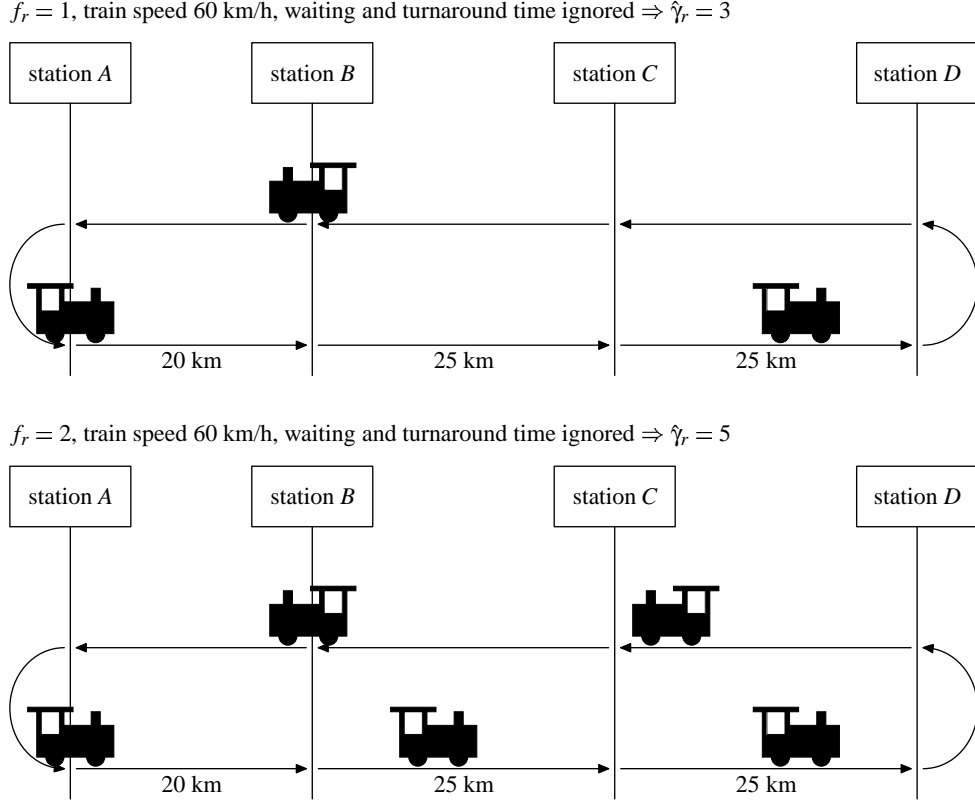 f_r = 1, train speed 60 km/h, waiting and turnaround time ignored ⇒ γ̂_r = 3
station A station B station C station D
20 km 25 km 25 km
f_r = 2, train speed 60 km/h, waiting and turnaround time ignored ⇒ γ̂_r = 5
station A station B station C station D
20 km 25 km 25 km